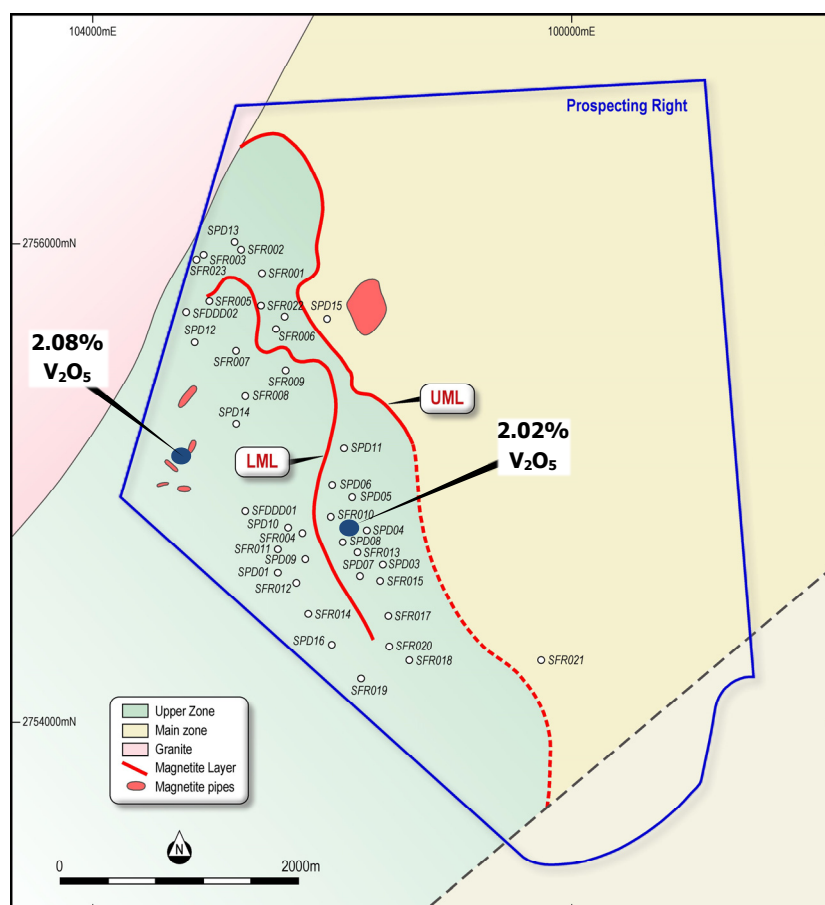 104000mE
100000mE
Prospecting Right
2756000mN
SPD13
SFR002
SFR003
SFR023
SFR001
SFR005
SFR022
SPD15
SFDDD02
SFR006
SPD12
2.08%
V₂O₅
SFR007
SFR009
SFR008
UML
SPD14
2.02%
V₂O₅
LML
SPD11
SPD06
SPD05
SFDDD01
SFR010
SPD10
SPD04
SFR004
SPD08
SFR011
SFR013
SPD09
SPD03
SPD01
SPD07
SFR015
SFR012
SFR014
SFR017
SPD16
SFR020
SFR018
SFR021
SFR019
2754000mN
Upper Zone
Main zone
Granite
Magnetite Layer
Magnetite pipes
N
0
2000m